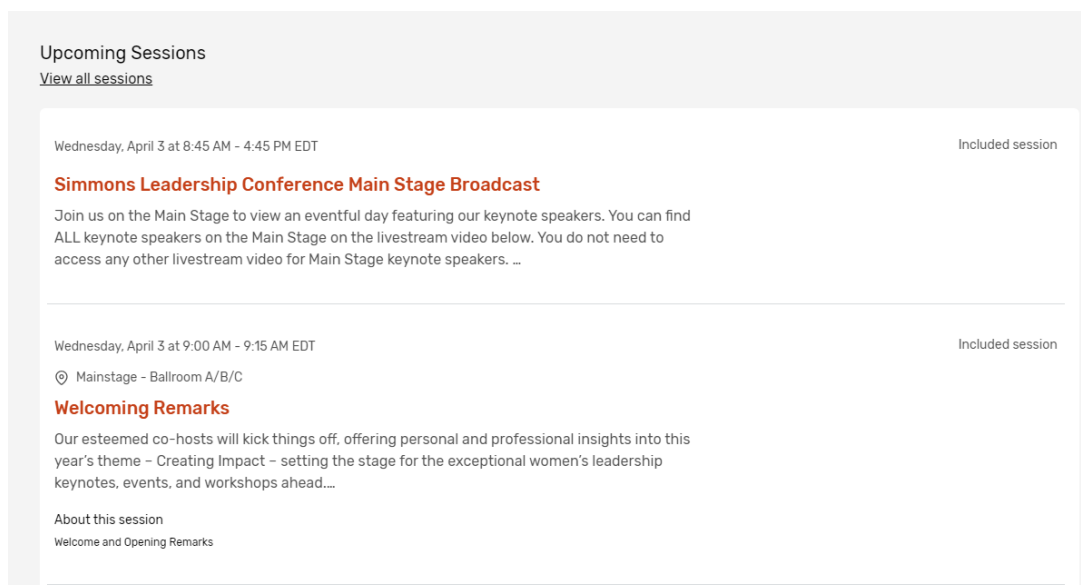 Upcoming Sessions
View all sessions
Wednesday, April 3 at 8:45 AM - 4:45 PM EDT
Included session
Simmons Leadership Conference Main Stage Broadcast
Join us on the Main Stage to view an eventful day featuring our keynote speakers. You can find
ALL keynote speakers on the Main Stage on the livestream video below. You do not need to
access any other livestream video for Main Stage keynote speakers. …
Wednesday, April 3 at 9:00 AM - 9:15 AM EDT
Included session
Mainstage - Ballroom A/B/C
Welcoming Remarks
Our esteemed co-hosts will kick things off, offering personal and professional insights into this
year’s theme – Creating Impact – setting the stage for the exceptional women’s leadership
keynotes, events, and workshops ahead.…
About this session
Welcome and Opening Remarks